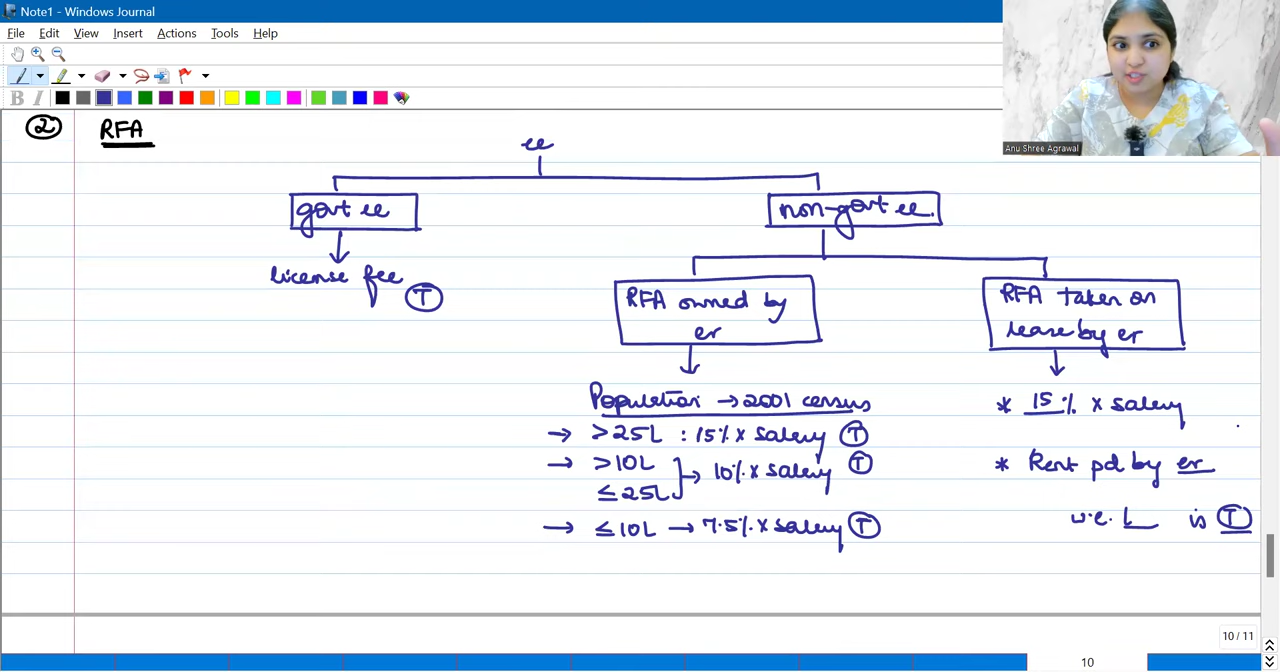 Note1 - Windows Journal
File Edit View Insert Actions Tools Help
B I
Anu Shree Agrawal
② RFA
ee
govt ee
non-govt ee.
license fee
T
RFA owned by
er
RFA taken on
lease by er
Population → 2001 census
→ >25L : 15% x salary T
→ >10L
≤25L → 10% x salary T
→ ≤10L → 7.5% x salary T
* 15% x salary
* Rent pd by er
w.e. L is T
10 / 11
10